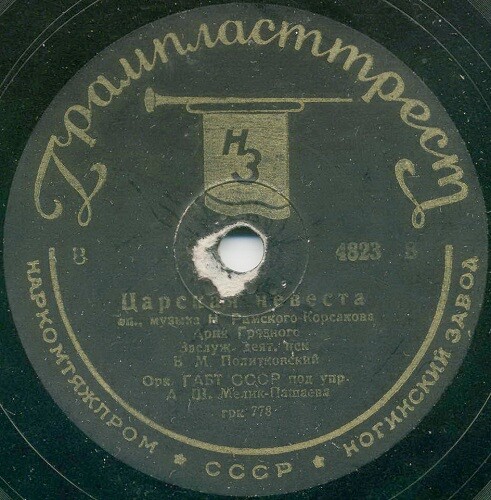 Грампласттрест
НЗ
В 4823 В
Царская невеста
оп., музыка Н Римского-Корсакова
Ария Грязного
Заслуж. деят. иск
В. М. Политковский
Орк. ГАБТ СССР под упр.
А. Ш. Мелик-Пашаева
грк 778
НАРКОМТЯЖПРОМ ★ СССР ★ НОГИНСКИЙ ЗАВОД